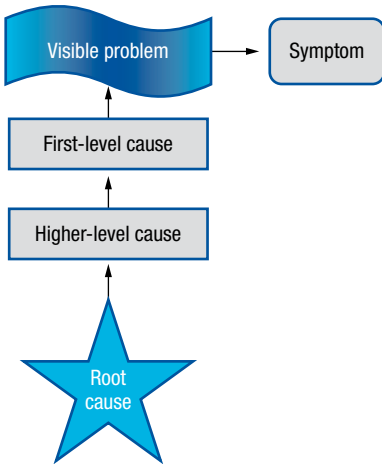 Visible problem
Symptom
First-level cause
Higher-level cause
Root
cause